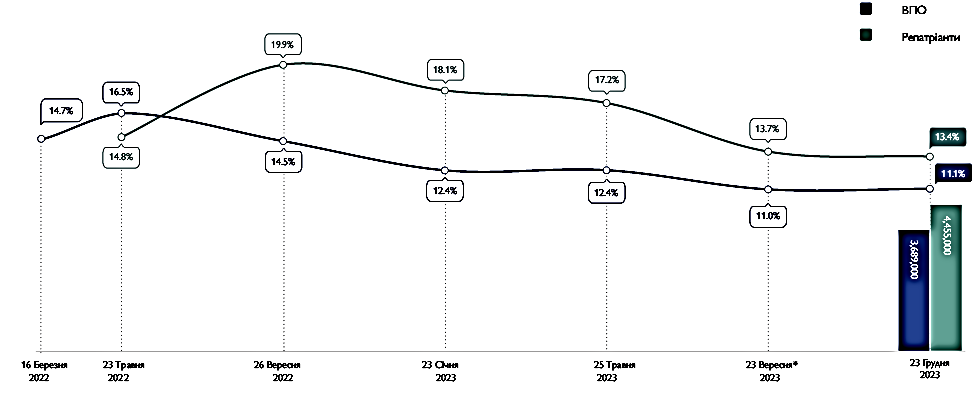 ВПО
Репатріанти
19.9%
18.1%
17.2%
16.5%
14.7%
13.7%
13.4%
14.8%
14.5%
12.4%
12.4%
11.0%
11.1%
3,689,000
4,455,000
16 Березня
2022
23 Травня
2022
26 Вересня
2022
23 Січня
2023
25 Травня
2023
23 Вересня*
2023
23 Грудня
2023